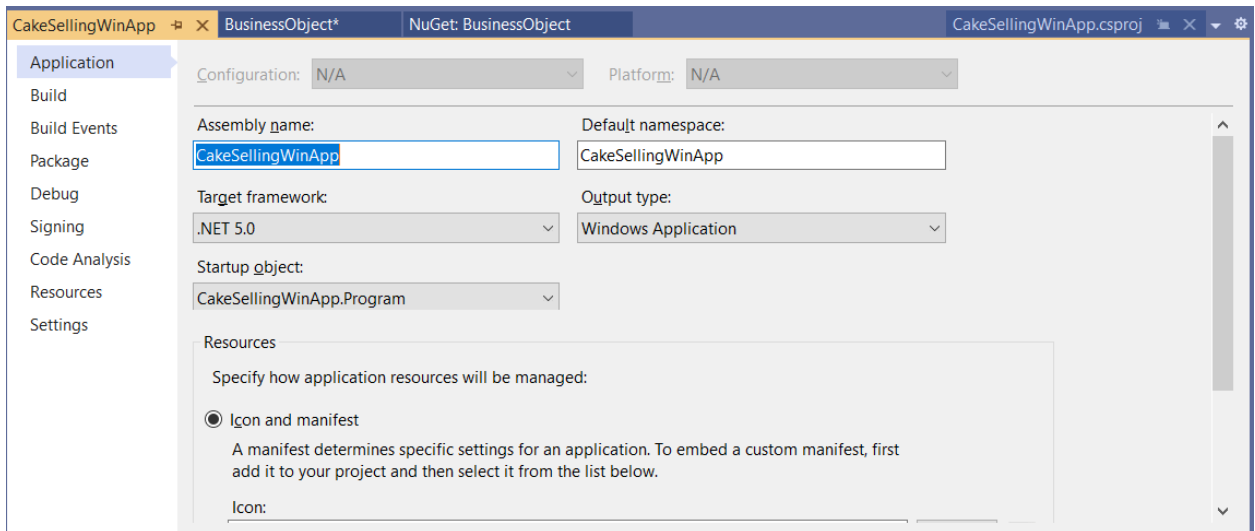 CakeSellingWinApp BusinessObject* NuGet: BusinessObject CakeSellingWinApp.csproj
Application
Build
Build Events
Package
Debug
Signing
Code Analysis
Resources
Settings
Configuration: N/A Platform: N/A
Assembly name: Default namespace:
CakeSellingWinApp CakeSellingWinApp
Target framework: Output type:
.NET 5.0 Windows Application
Startup object:
CakeSellingWinApp.Program
Resources
Specify how application resources will be managed:
Icon and manifest
A manifest determines specific settings for an application. To embed a custom manifest, first
add it to your project and then select it from the list below.
Icon: